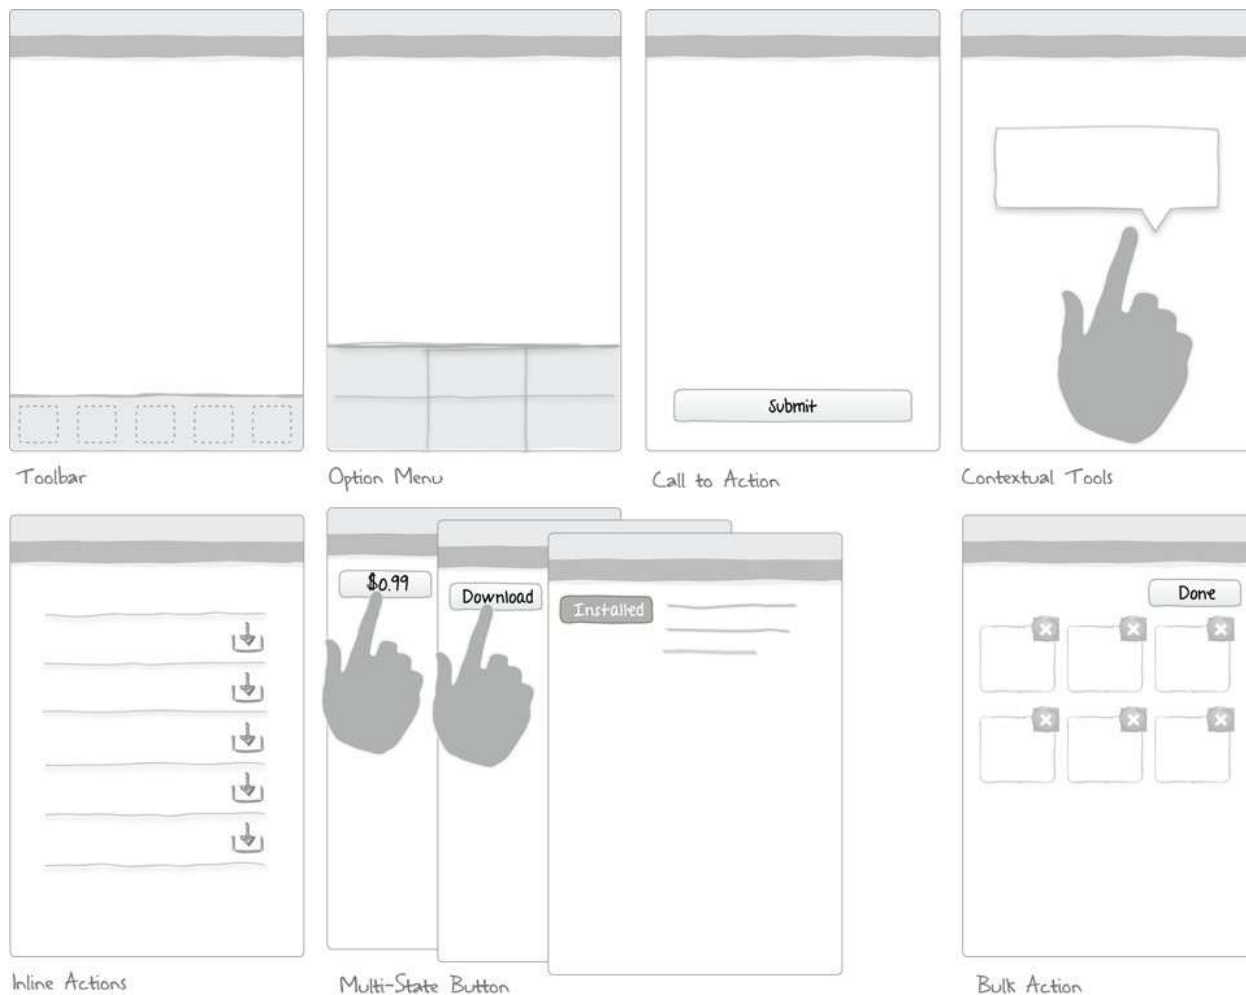 Submit
Toolbar
Option Menu
Call to Action
Contextual Tools
$0.99
Download
Installed
Done
Inline Actions
Multi-State Button
Bulk Action